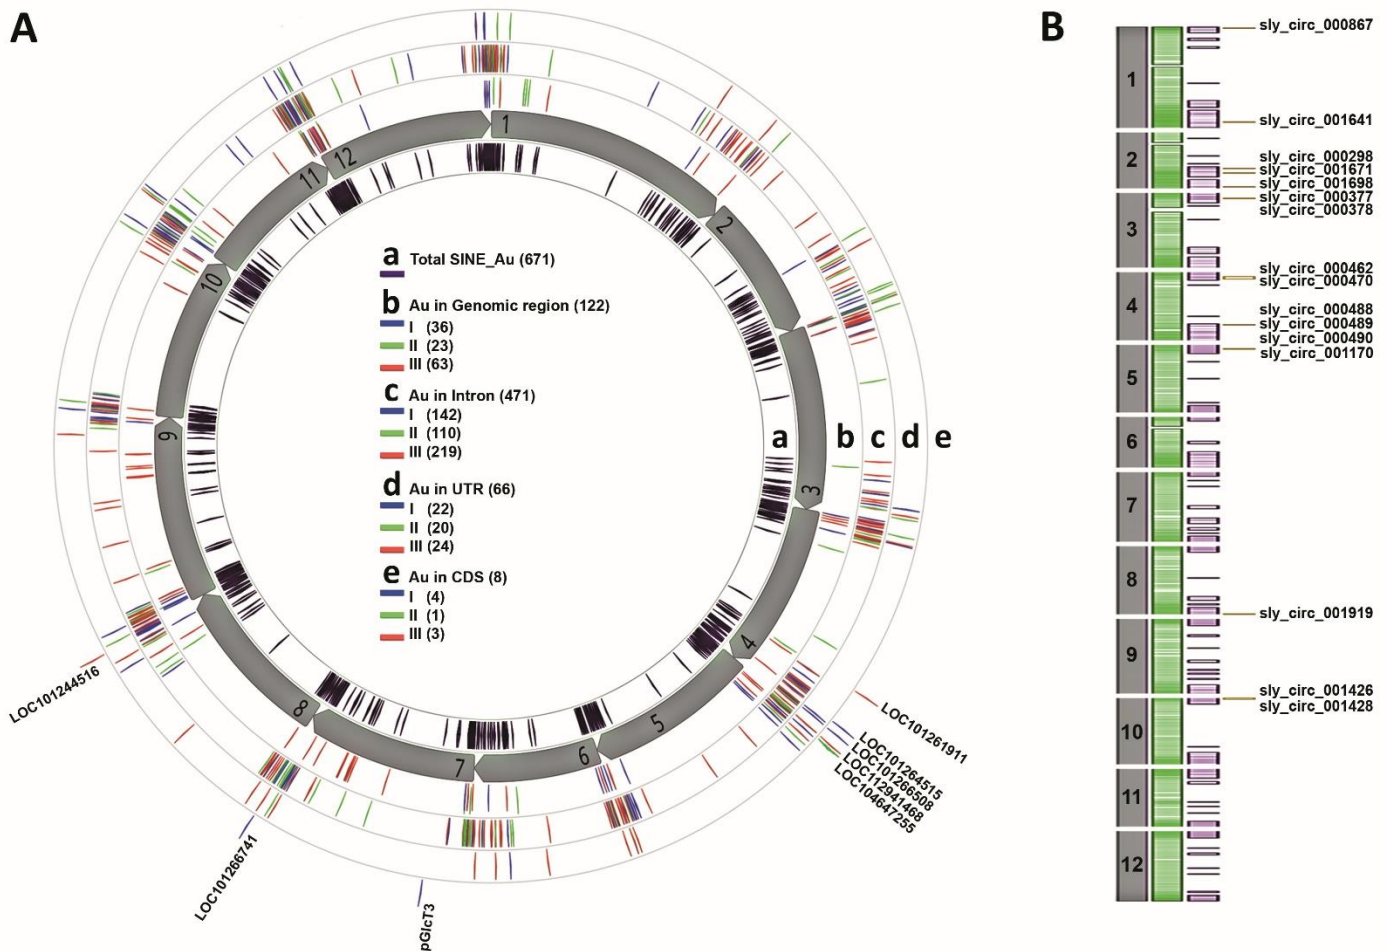 A
12
1
2
3
4
5
6
7
8
9
10
11
a Total SINE_Au (671)
b Au in Genomic region (122)
I (36)
II (23)
III (63)
c Au in Intron (471)
I (142)
II (110)
III (219)
d Au in UTR (66)
I (22)
II (20)
III (24)
e Au in CDS (8)
I (4)
II (1)
III (3)
a b c d e
LOC101261911
LOC101264515
LOC101266508
LOC112941468
LOC104647255
pGlcT3
LOC101266741
LOC101244516
B
1
2
3
4
5
6
7
8
9
10
11
12
sly_circ_000867
sly_circ_001641
sly_circ_000298
sly_circ_001671
sly_circ_001698
sly_circ_000377
sly_circ_000378
sly_circ_000462
sly_circ_000470
sly_circ_000488
sly_circ_000489
sly_circ_000490
sly_circ_001170
sly_circ_001919
sly_circ_001426
sly_circ_001428